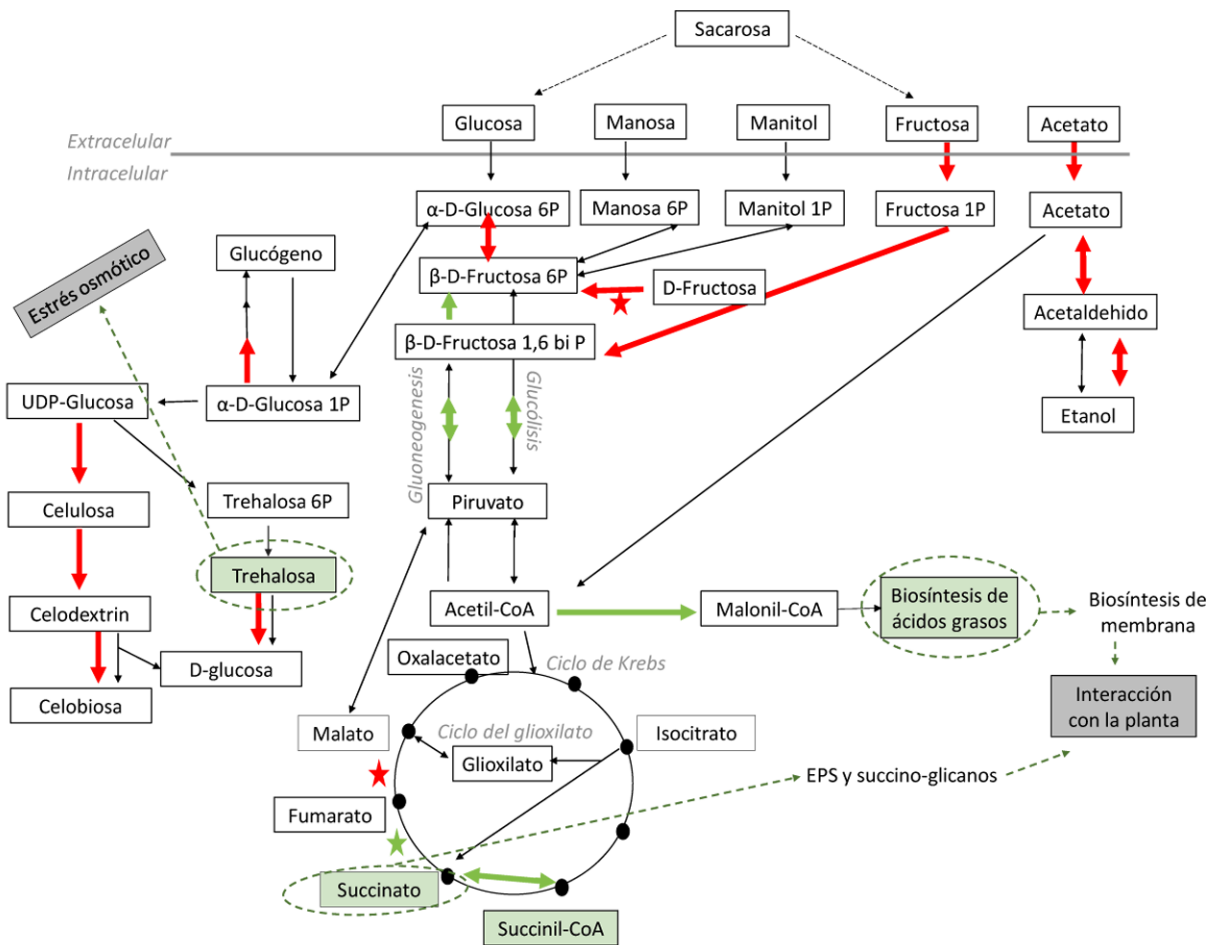 Sacarosa
Glucosa
Manosa
Manitol
Fructosa
Acetato
Extracelular
Intracelular
α-D-Glucosa 6P
Manosa 6P
Manitol 1P
Fructosa 1P
Acetato
Estrés osmótico
Glucógeno
β-D-Fructosa 6P
D-Fructosa
Acetaldehido
β-D-Fructosa 1,6 bi P
UDP-Glucosa
α-D-Glucosa 1P
Gluoneogenesis
Glucólisis
Etanol
Celulosa
Trehalosa 6P
Piruvato
Trehalosa
Celodextrin
Acetil-CoA
Malonil-CoA
Biosíntesis de
ácidos grasos
Biosíntesis de
membrana
D-glucosa
Oxalacetato
Ciclo de Krebs
Celobiosa
Interacción
con la planta
Malato
Ciclo del glioxilato
Isocitrato
Glioxilato
EPS y succino-glicanos
Fumarato
Succinato
Succinil-CoA